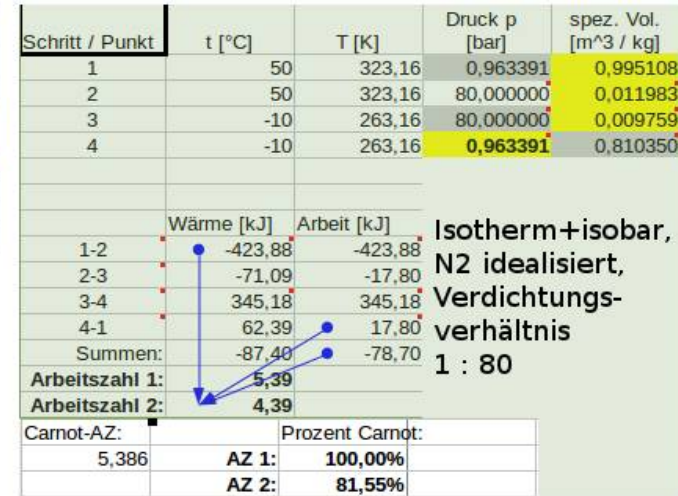 Druck p spez. Vol.
Schritt / Punkt t [°C] T [K] [bar] [m^3 / kg]
1 50 323,16 0,963391 0,995108
2 50 323,16 80,000000 0,011983
3 -10 263,16 80,000000 0,009759
4 -10 263,16 0,963391 0,810350
Wärme [kJ] Arbeit [kJ]
1-2 -423,88 -423,88
2-3 -71,09 -17,80
3-4 345,18 345,18
4-1 62,39 17,80
Summen: -87,40 -78,70
Arbeitszahl 1: 5,39
Arbeitszahl 2: 4,39
Isotherm+isobar,
N2 idealisiert,
Verdichtungs-
verhältnis
1 : 80
Carnot-AZ: Prozent Carnot:
5,386 AZ 1: 100,00%
AZ 2: 81,55%